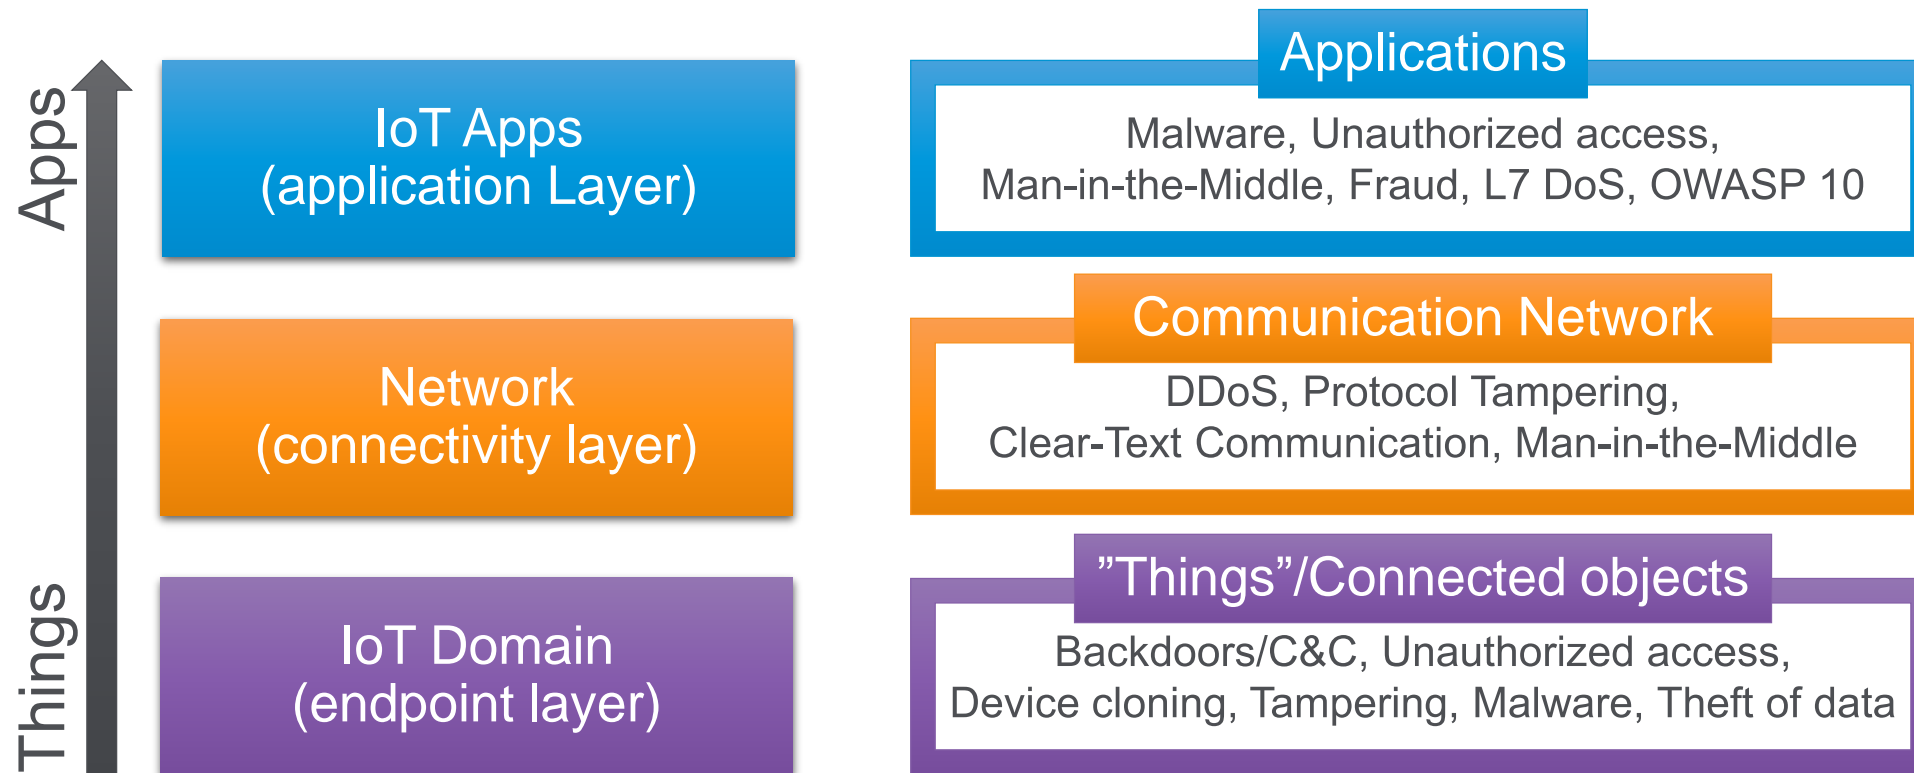 Apps
Things
IoT Apps
(application Layer)
Applications
Malware, Unauthorized access,
Man-in-the-Middle, Fraud, L7 DoS, OWASP 10
Network
(connectivity layer)
Communication Network
DDoS, Protocol Tampering,
Clear-Text Communication, Man-in-the-Middle
IoT Domain
(endpoint layer)
”Things”/Connected objects
Backdoors/C&C, Unauthorized access,
Device cloning, Tampering, Malware, Theft of data